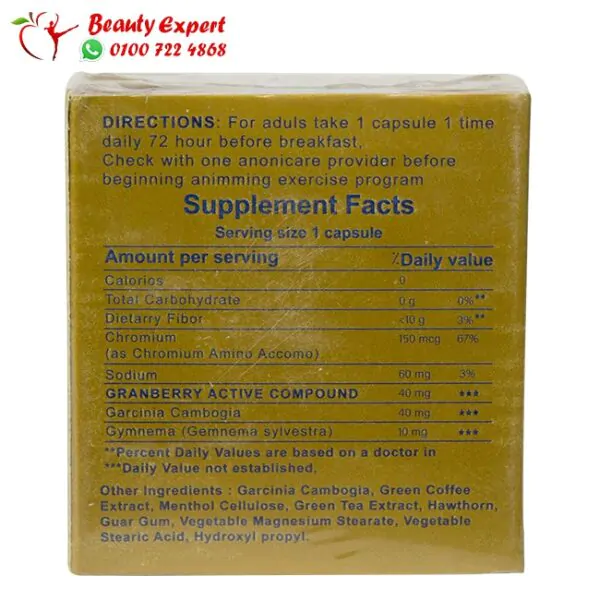 Beauty Expert
0100 722 4868
DIRECTIONS: For aduls take 1 capsule 1 time
daily 72 hour before breakfast,
Check with one anonicare provider before
beginning animming exercise program
Supplement Facts
Serving size 1 capsule
Amount per serving ٪Daily value
Calorios 0
Total Carbohydrate 0 g 0%**
Dietarry Fibor <10 g 3%**
Chromium 150 mcg 67%
(as Chromium Amino Accomo)
Sodium 60 mg 3%
GRANBERRY ACTIVE COMPOUND 40 mg ***
Garcinia Cambogia 40 mg ***
Gymnema (Gemnema sylvestra) 10 mg ***
**Percent Daily Values are based on a doctor in
***Daily Value not established,
Other Ingredients : Garcinia Cambogia, Green Coffee
Extract, Menthol Cellulose, Green Tea Extract, Hawthorn,
Guar Gum, Vegetable Magnesium Stearate, Vegetable
Stearic Acid, Hydroxyl propyl.